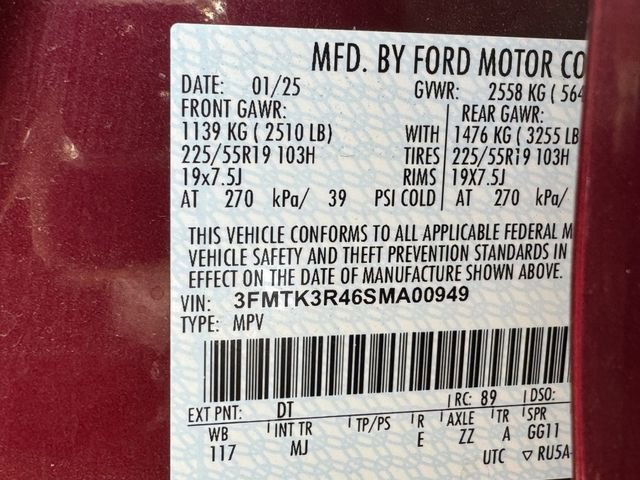 MFD. BY FORD MOTOR CO
DATE: 01/25 GVWR: 2558 KG ( 564
FRONT GAWR: REAR GAWR:
1139 KG ( 2510 LB) WITH 1476 KG ( 3255 LB
225/55R19 103H TIRES 225/55R19 103H
19x7.5J RIMS 19X7.5J
AT 270 kPa/ 39 PSI COLD AT 270 kPa/
THIS VEHICLE CONFORMS TO ALL APPLICABLE FEDERAL M
VEHICLE SAFETY AND THEFT PREVENTION STANDARDS IN
EFFECT ON THE DATE OF MANUFACTURE SHOWN ABOVE.
VIN: 3FMTK3R46SMA00949
TYPE: MPV
EXT PNT: DT RC: 89 DSO:
WB INT TR TP/PS R AXLE TR SPR
117 MJ E ZZ A GG11
UTC ▽ RU5A-